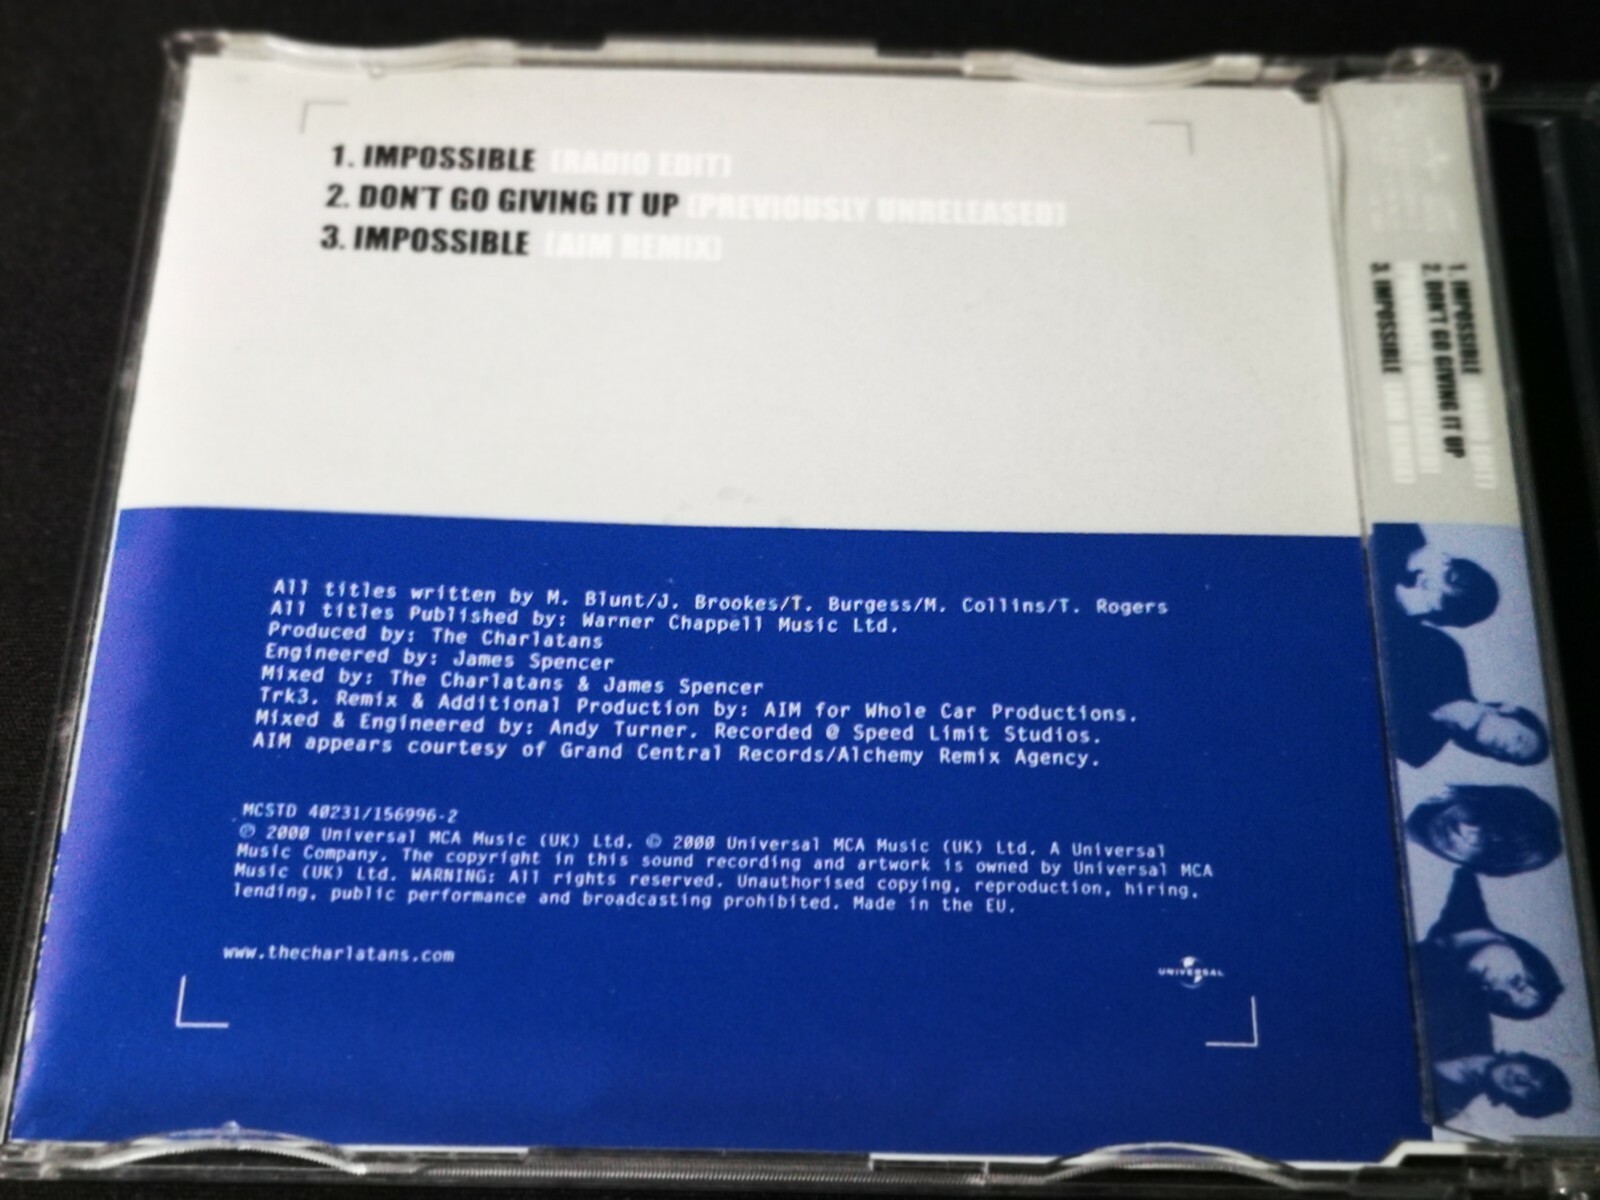 1. IMPOSSIBLE (RADIO EDIT)
2. DON'T GO GIVING IT UP (PREVIOUSLY UNRELEASED)
3. IMPOSSIBLE (AIM REMIX)
All titles written by M. Blunt/J. Brookes/T. Burgess/M. Collins/T. Rogers
All titles Published by: Warner Chappell Music Ltd.
Produced by: The Charlatans
Engineered by: James Spencer
Mixed by: The Charlatans & James Spencer
Trk3. Remix & Additional Production by: AIM for Whole Car Productions.
Mixed & Engineered by: Andy Turner. Recorded @ Speed Limit Studios.
AIM appears courtesy of Grand Central Records/Alchemy Remix Agency.
MCSTD 40231/156996-2
℗ 2000 Universal MCA Music (UK) Ltd. © 2000 Universal MCA Music (UK) Ltd. A Universal
Music Company. The copyright in this sound recording and artwork is owned by Universal MCA
Music (UK) Ltd. WARNING: All rights reserved. Unauthorised copying, reproduction, hiring,
lending, public performance and broadcasting prohibited. Made in the EU.
www.thecharlatans.com
UNIVERSAL
1. IMPOSSIBLE
2. DON'T GO GIVING IT UP
3. IMPOSSIBLE